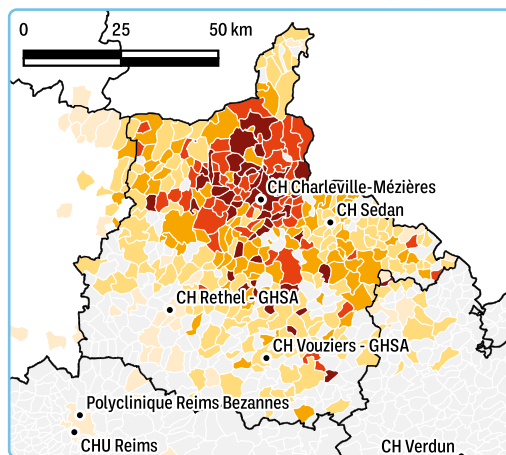 0 25 50 km
CH Charleville-Mézières
CH Sedan
CH Rethel - GHSA
CH Vouziers - GHSA
Polyclinique Reims Bezannes
CHU Reims
CH Verdun